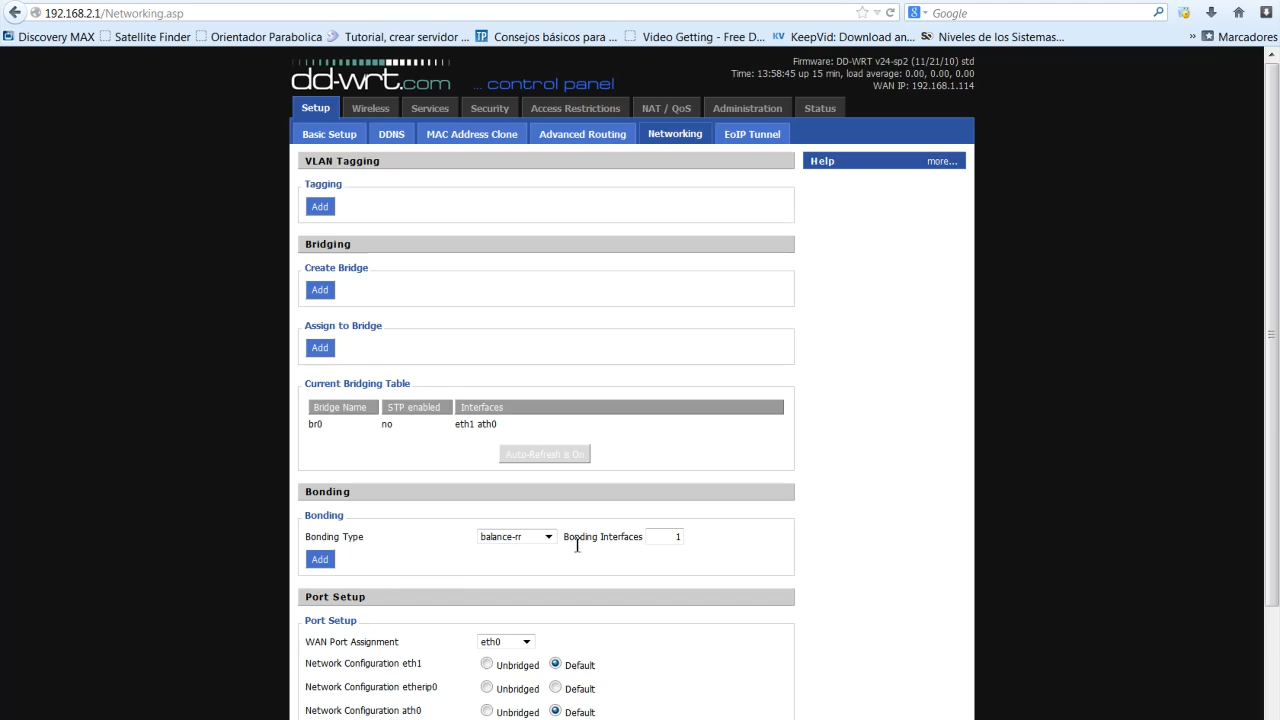 192.168.2.1/Networking.asp
Google
Discovery MAX
Satellite Finder
Orientador Parabolica
Tutorial, crear servidor ...
Consejos básicos para ...
Video Getting - Free D...
KeepVid: Download an...
Niveles de los Sistemas...
»
Marcadores
dd-wrt.com
... control panel
Firmware: DD-WRT v24-sp2 (11/21/10) std
Time: 13:58:45 up 15 min, load average: 0.00, 0.00, 0.00
WAN IP: 192.168.1.114
Setup
Wireless
Services
Security
Access Restrictions
NAT / QoS
Administration
Status
Basic Setup
DDNS
MAC Address Clone
Advanced Routing
Networking
EoIP Tunnel
VLAN Tagging
Help
more...
Tagging
Add
Bridging
Create Bridge
Add
Assign to Bridge
Add
Current Bridging Table
Bridge Name STP enabled Interfaces
br0 no eth1 ath0
Auto-Refresh is On
Bonding
Bonding
Bonding Type balance-rr Bonding Interfaces 1
Add
Port Setup
Port Setup
WAN Port Assignment eth0
Network Configuration eth1 Unbridged Default
Network Configuration etherip0 Unbridged Default
Network Configuration ath0 Unbridged Default